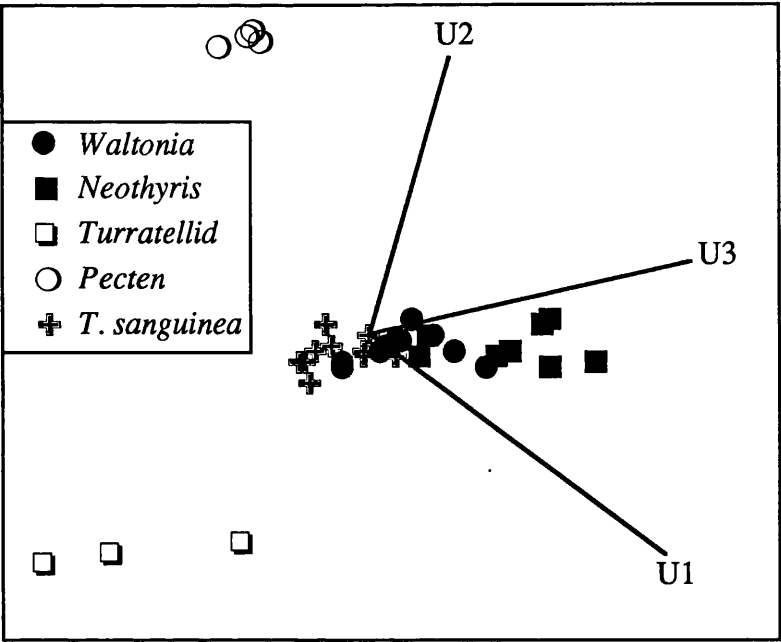 U2
Waltonia
Neothyris
Turratellid
Pecten
T. sanguinea
U3
U1